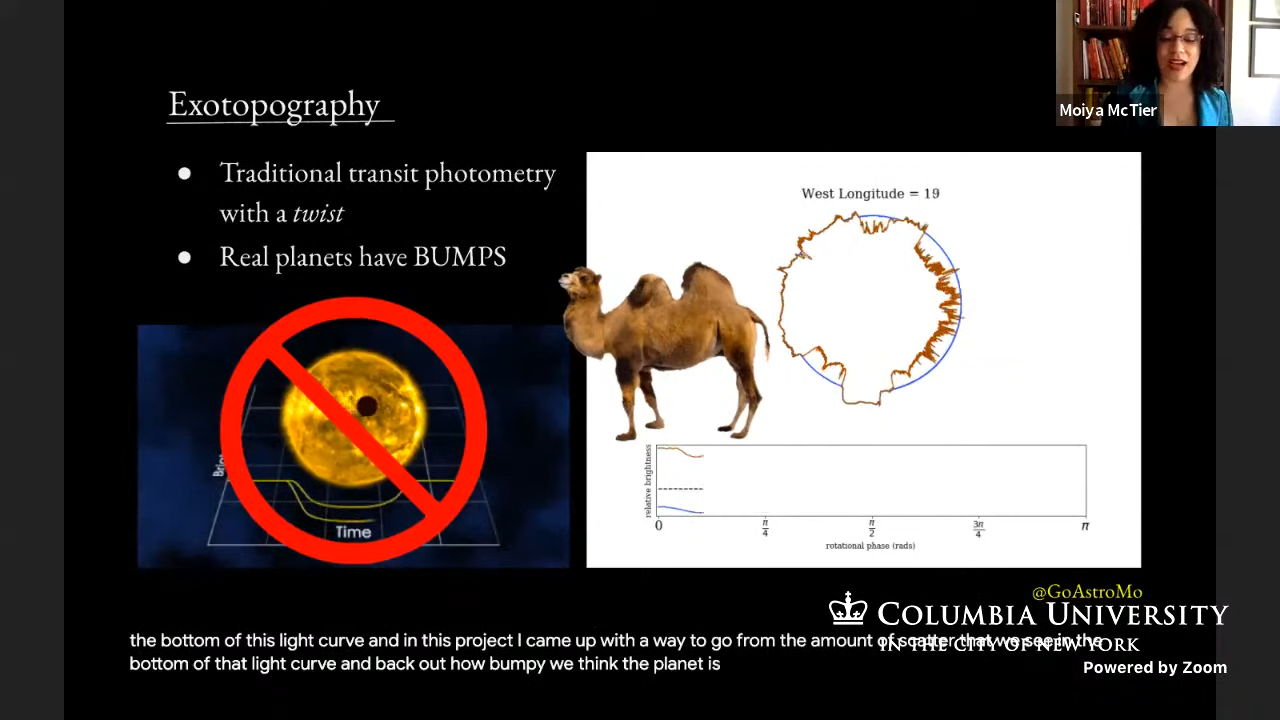 Moiya McTier
Exotopography
● Traditional transit photometry
with a twist
● Real planets have BUMPS
West Longitude = 19
Time
relative brightness
0
π/4
π/2
3π/4
π
rotational phase (rads)
@GoAstroMo
COLUMBIA UNIVERSITY
IN THE CITY OF NEW YORK
the bottom of this light curve and in this project I came up with a way to go from the amount of scatter that we see in the
bottom of that light curve and back out how bumpy we think the planet is
Powered by Zoom